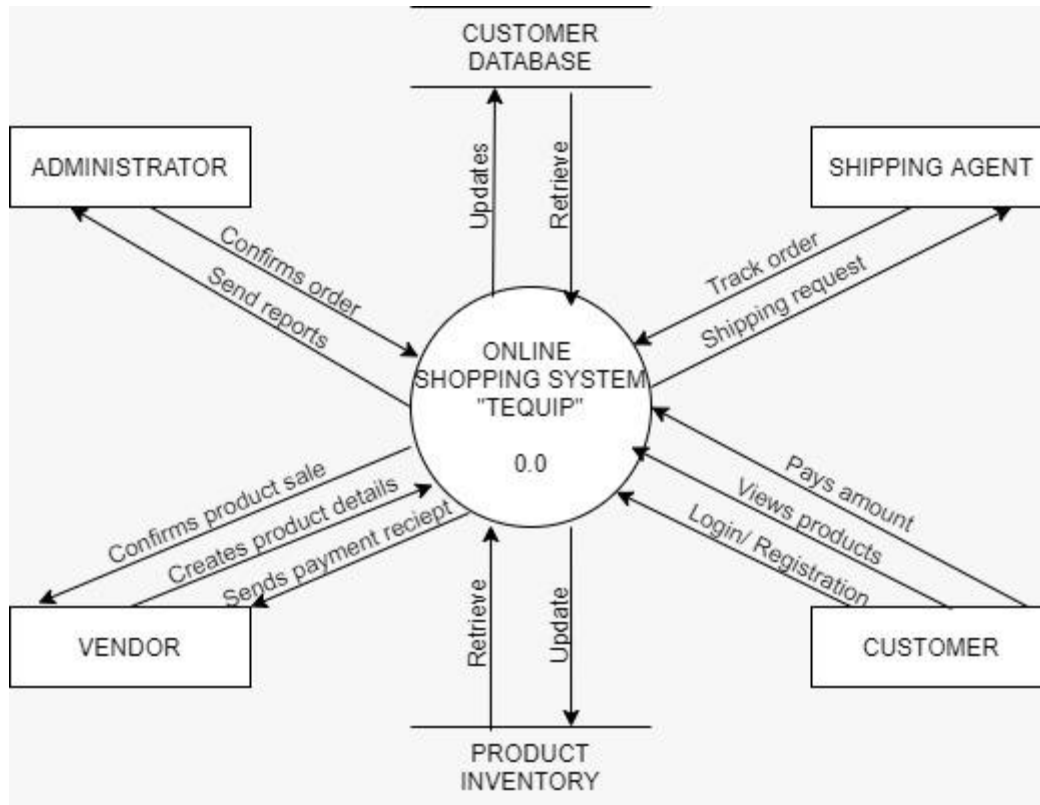 CUSTOMER
DATABASE
ADMINISTRATOR
SHIPPING AGENT
Updates
Retrieve
Confirms order
Send reports
Track order
Shipping request
ONLINE
SHOPPING SYSTEM
"TEQUIP"
0.0
Confirms product sale
Creates product details
Sends payment reciept
Pays amount
Views products
Login/ Registration
Retrieve
Update
VENDOR
CUSTOMER
PRODUCT
INVENTORY